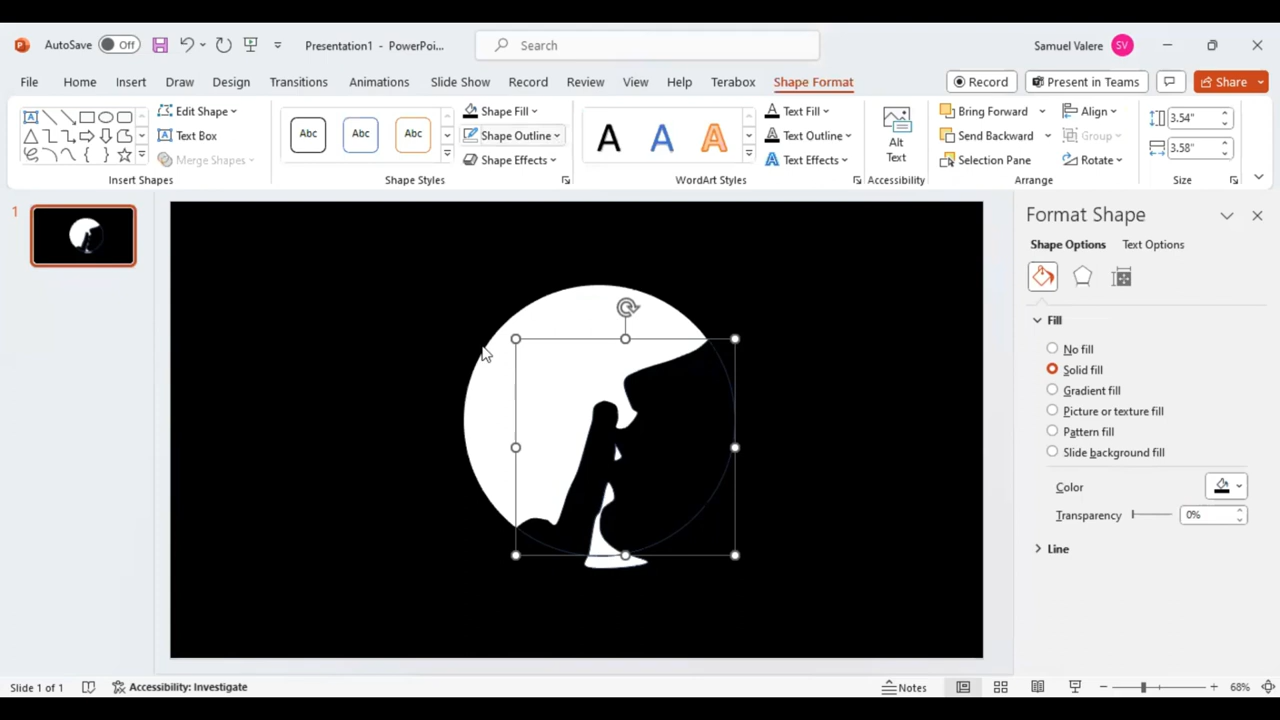 AutoSave Off Presentation1 - PowerPoi... Search Samuel Valere SV
File Home Insert Draw Design Transitions Animations Slide Show Record Review View Help Terabox Shape Format Record Present in Teams Share
Edit Shape Abc Abc Abc Shape Fill A A A Text Fill Alt Text Bring Forward Align 3.54"
Text Box Shape Outline Text Outline Send Backward Group 3.58"
Merge Shapes Shape Effects Text Effects Selection Pane Rotate
Insert Shapes Shape Styles WordArt Styles Accessibility Arrange Size
1
Format Shape
Shape Options Text Options
Fill
No fill
Solid fill
Gradient fill
Picture or texture fill
Pattern fill
Slide background fill
Color
Transparency 0%
Line
Slide 1 of 1 Accessibility: Investigate Notes 68%